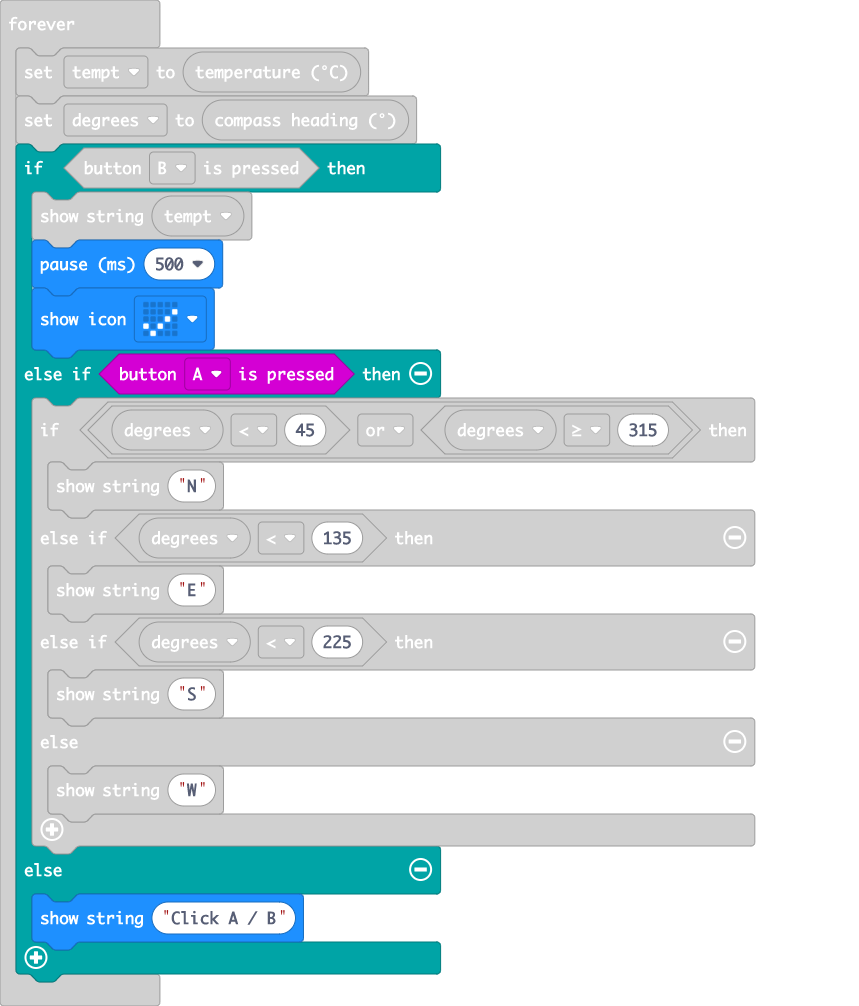 forever
set tempt to temperature (°C)
set degrees to compass heading (°)
if button B is pressed then
show string tempt
pause (ms) 500
show icon
else if button A is pressed then
if degrees < 45 or degrees ≥ 315 then
show string "N"
else if degrees < 135 then
show string "E"
else if degrees < 225 then
show string "S"
else
show string "W"
else
show string "Click A / B"